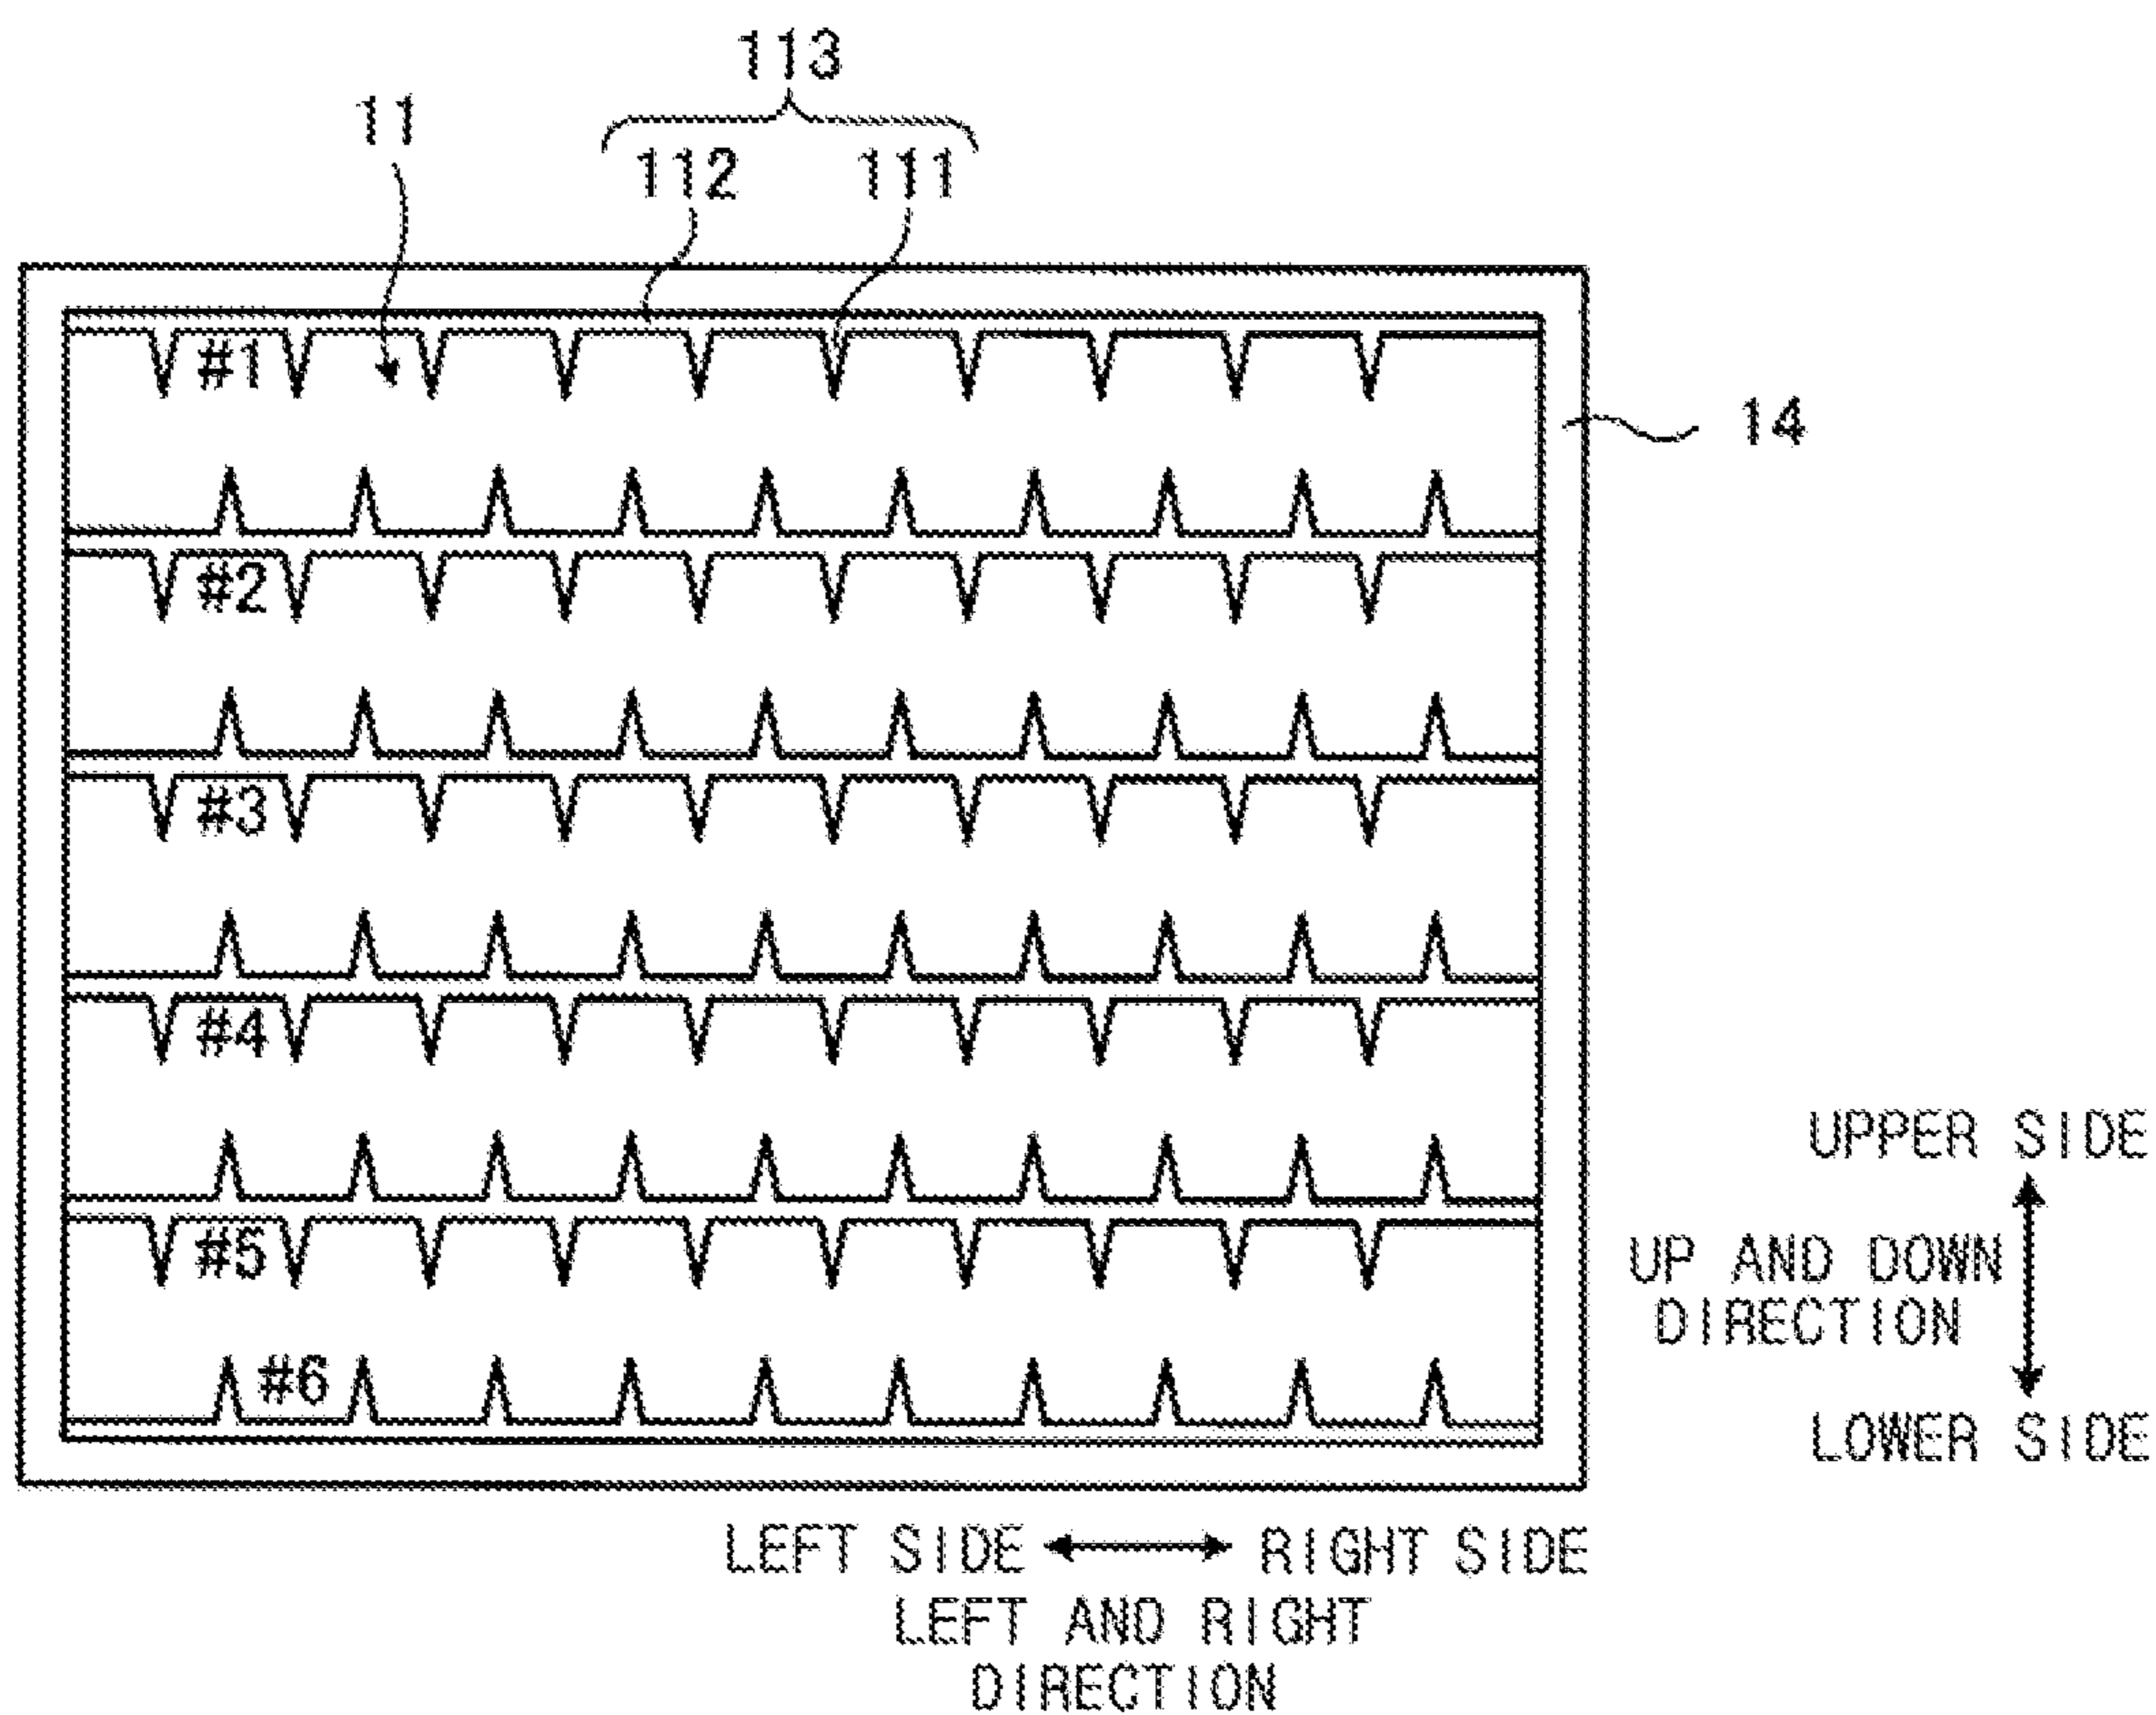 113
11
112 111
#1
14
#2
#3
#4
#5
#6
UPPER SIDE
UP AND DOWN
DIRECTION
LOWER SIDE
LEFT SIDE RIGHT SIDE
LEFT AND RIGHT
DIRECTION